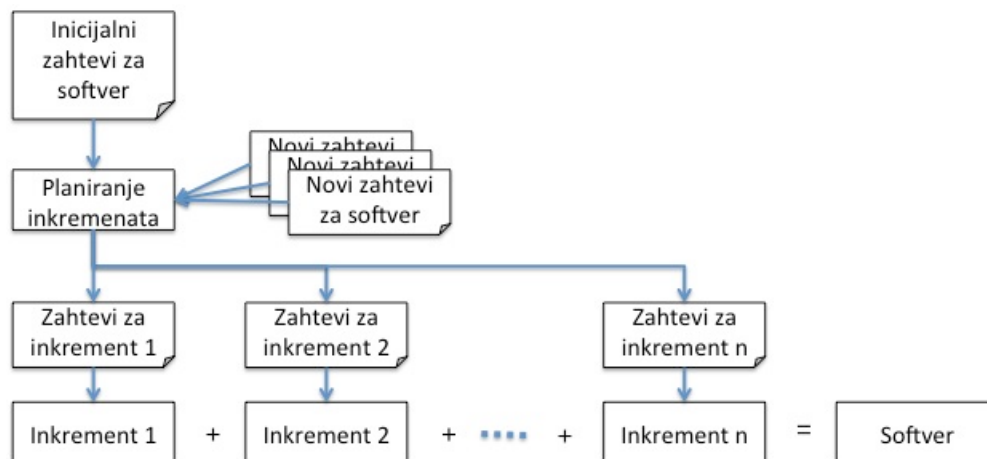 Inicijalni
zahtevi za
softver
Novi zahtevi
Novi zahtevi
Novi zahtevi
za softver
Planiranje
inkremenata
Zahtevi za
inkrement 1
Zahtevi za
inkrement 2
Zahtevi za
inkrement n
Inkrement 1
+
Inkrement 2
+
+
Inkrement n
=
Softver